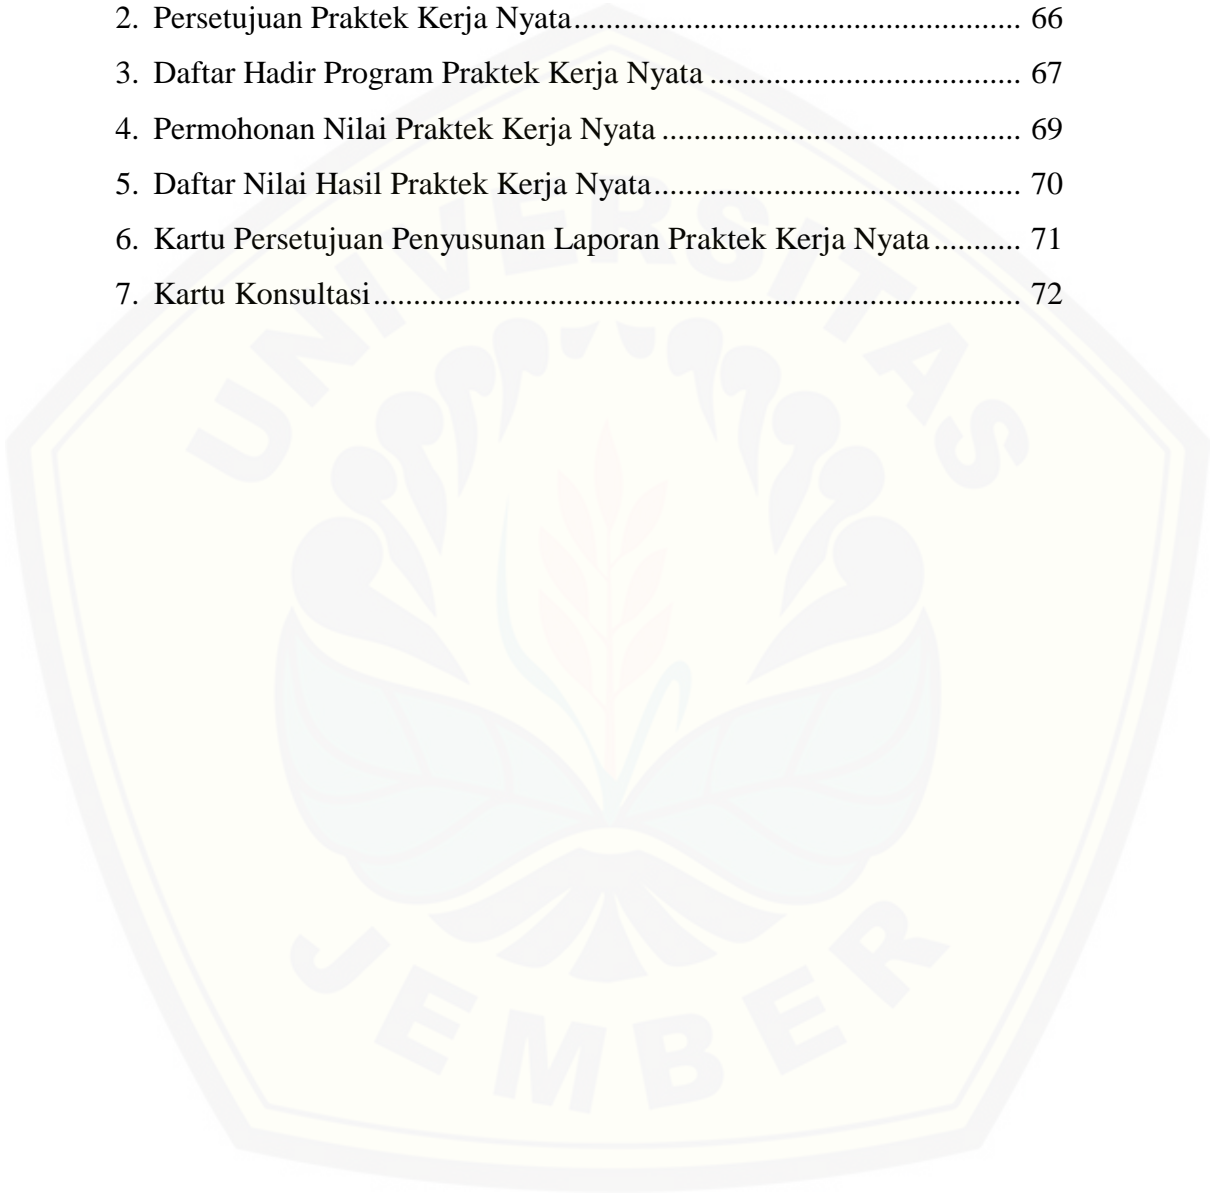 2. Persetujuan Praktek Kerja Nyata........................................................ 66
3. Daftar Hadir Program Praktek Kerja Nyata ....................................... 67
4. Permohonan Nilai Praktek Kerja Nyata ............................................. 69
5. Daftar Nilai Hasil Praktek Kerja Nyata.............................................. 70
6. Kartu Persetujuan Penyusunan Laporan Praktek Kerja Nyata........... 71
7. Kartu Konsultasi................................................................................. 72
UNIVERSITAS
JEMBER